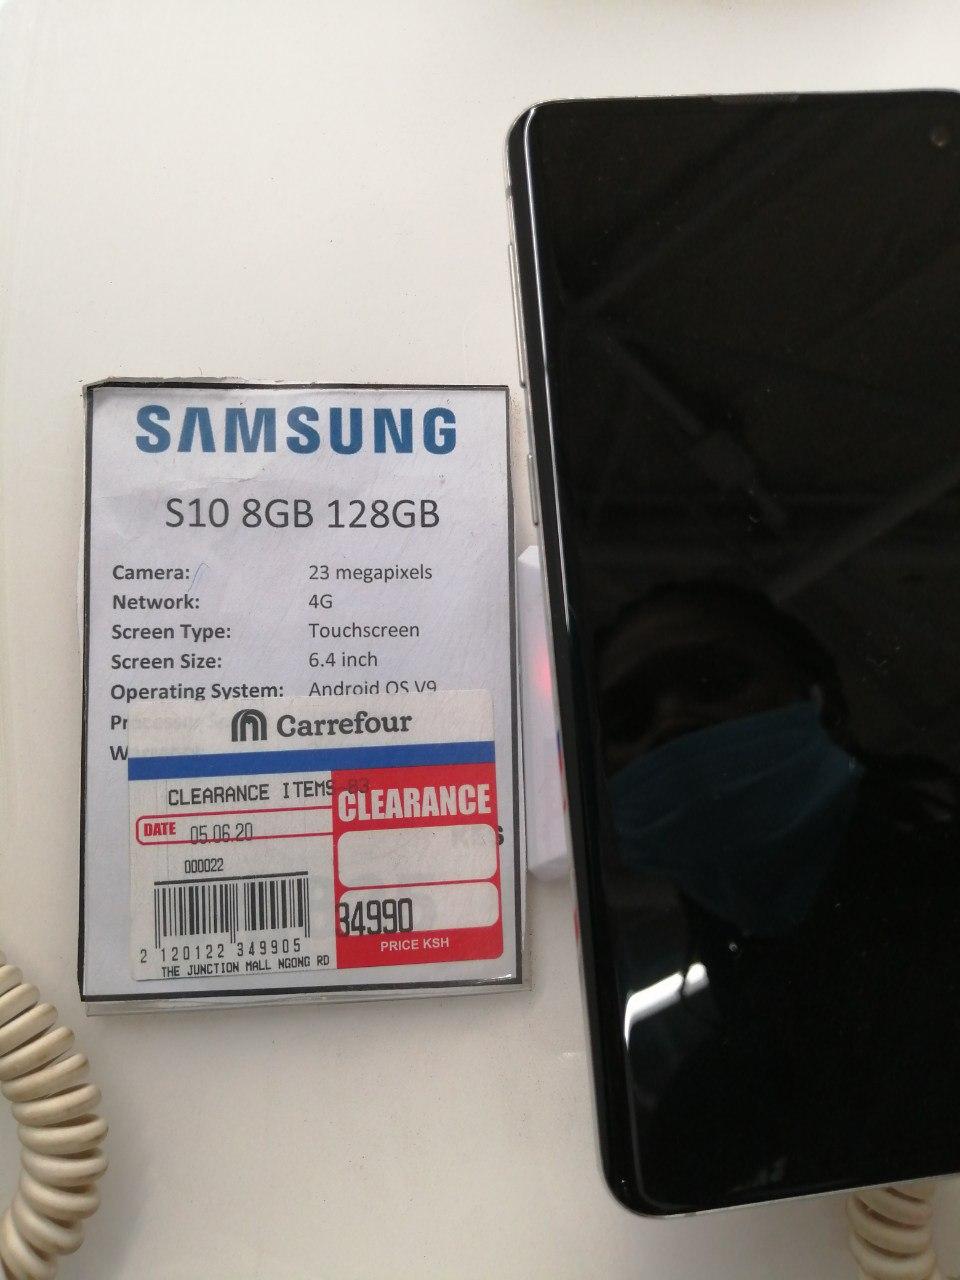 SAMSUNG
S10 8GB 128GB
Camera: 23 megapixels
Network: 4G
Screen Type: Touchscreen
Screen Size: 6.4 inch
Operating System: Android OS V9
Carrefour
CLEARANCE ITEMS-83
CLEARANCE
DATE 05.06.20
000022
34990
PRICE KSH
2 120122 349905
THE JUNCTION MALL NGONG RD